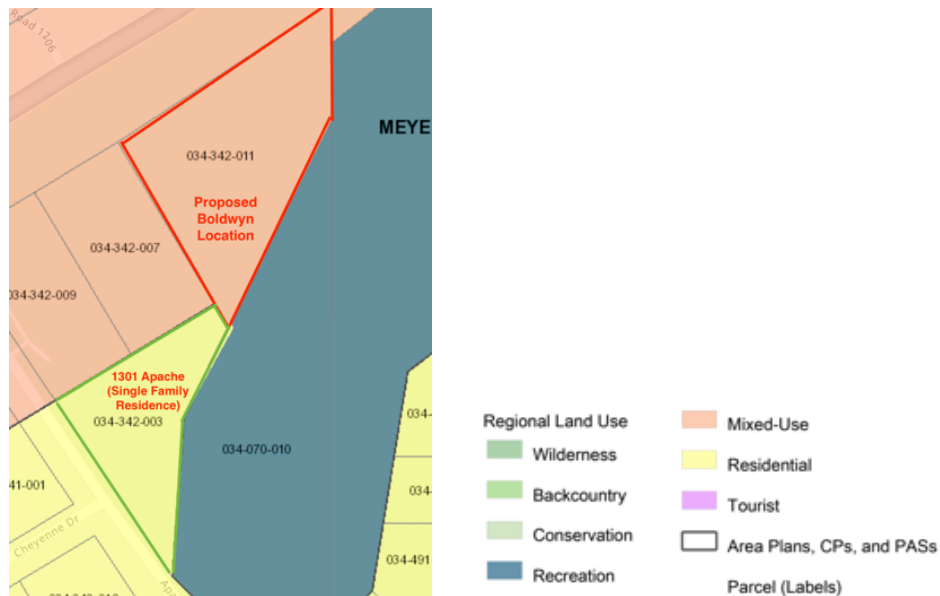 Road 1206
MEYE
034-342-011
Proposed
Boldwyn
Location
034-342-007
034-342-009
1301 Apache
(Single Family
Residence)
034-342-003
034-070-010
034-
41-001
034-
Cheyenne Dr
034-491
Apa
Regional Land Use
Wilderness
Backcountry
Conservation
Recreation
Mixed-Use
Residential
Tourist
Area Plans, CPs, and PASs
Parcel (Labels)